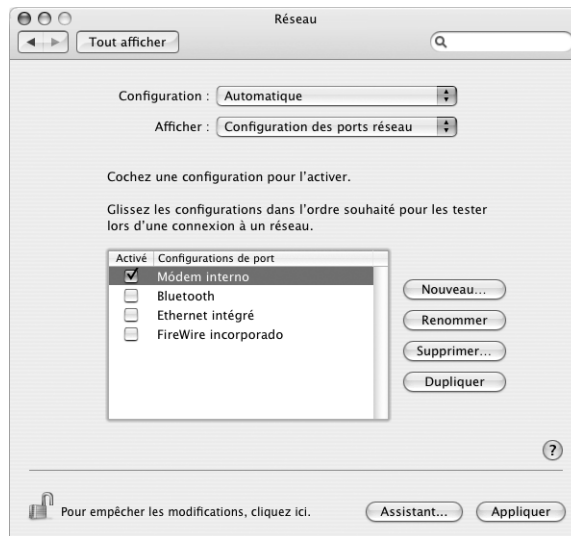 Réseau
Tout afficher
Configuration : Automatique
Afficher : Configuration des ports réseau
Cochez une configuration pour l'activer.
Glissez les configurations dans l'ordre souhaité pour les tester
lors d'une connexion à un réseau.
Activé Configurations de port
Módem interno
Bluetooth
Ethernet intégré
FireWire incorporado
Nouveau...
Renommer
Supprimer...
Dupliquer
?
Pour empêcher les modifications, cliquez ici.
Assistant...
Appliquer